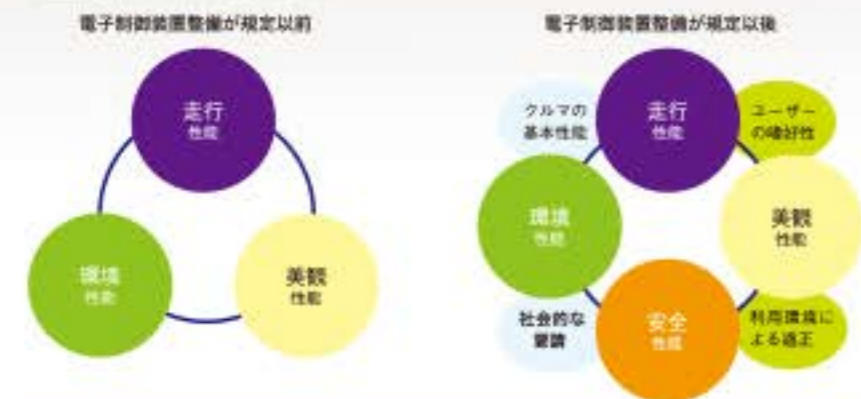 電子制御装置整備が規定以前
走行
性能
環境
性能
美観
性能
電子制御装置整備が規定以後
クルマの
基本性能
走行
性能
ユーザー
の嗜好性
環境
性能
美観
性能
社会的な
要請
安全
性能
利用環境に
よる適正